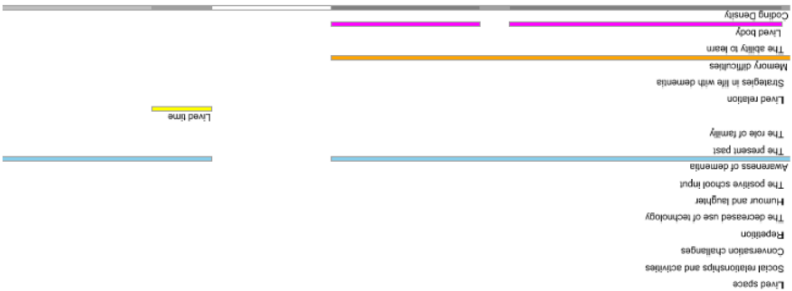 Lived space
Social relationships and activities
Conversation challenges
Repetition
The decreased use of technology
Humour and laughter
The positive school input
Awareness of dementia
The present past
The role of family
Lived time
Lived relation
Strategies in life with dementia
Memory difficulties
The ability to learn
Lived body
Coding Density